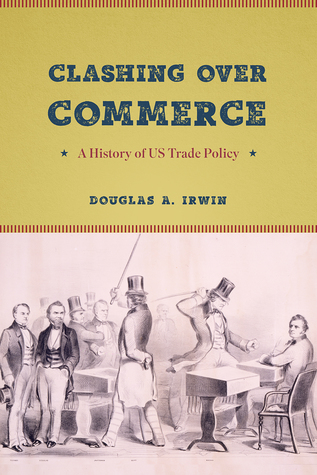 CLASHING OVER
COMMERCE
A History of US Trade Policy
DOUGLAS A. IRWIN